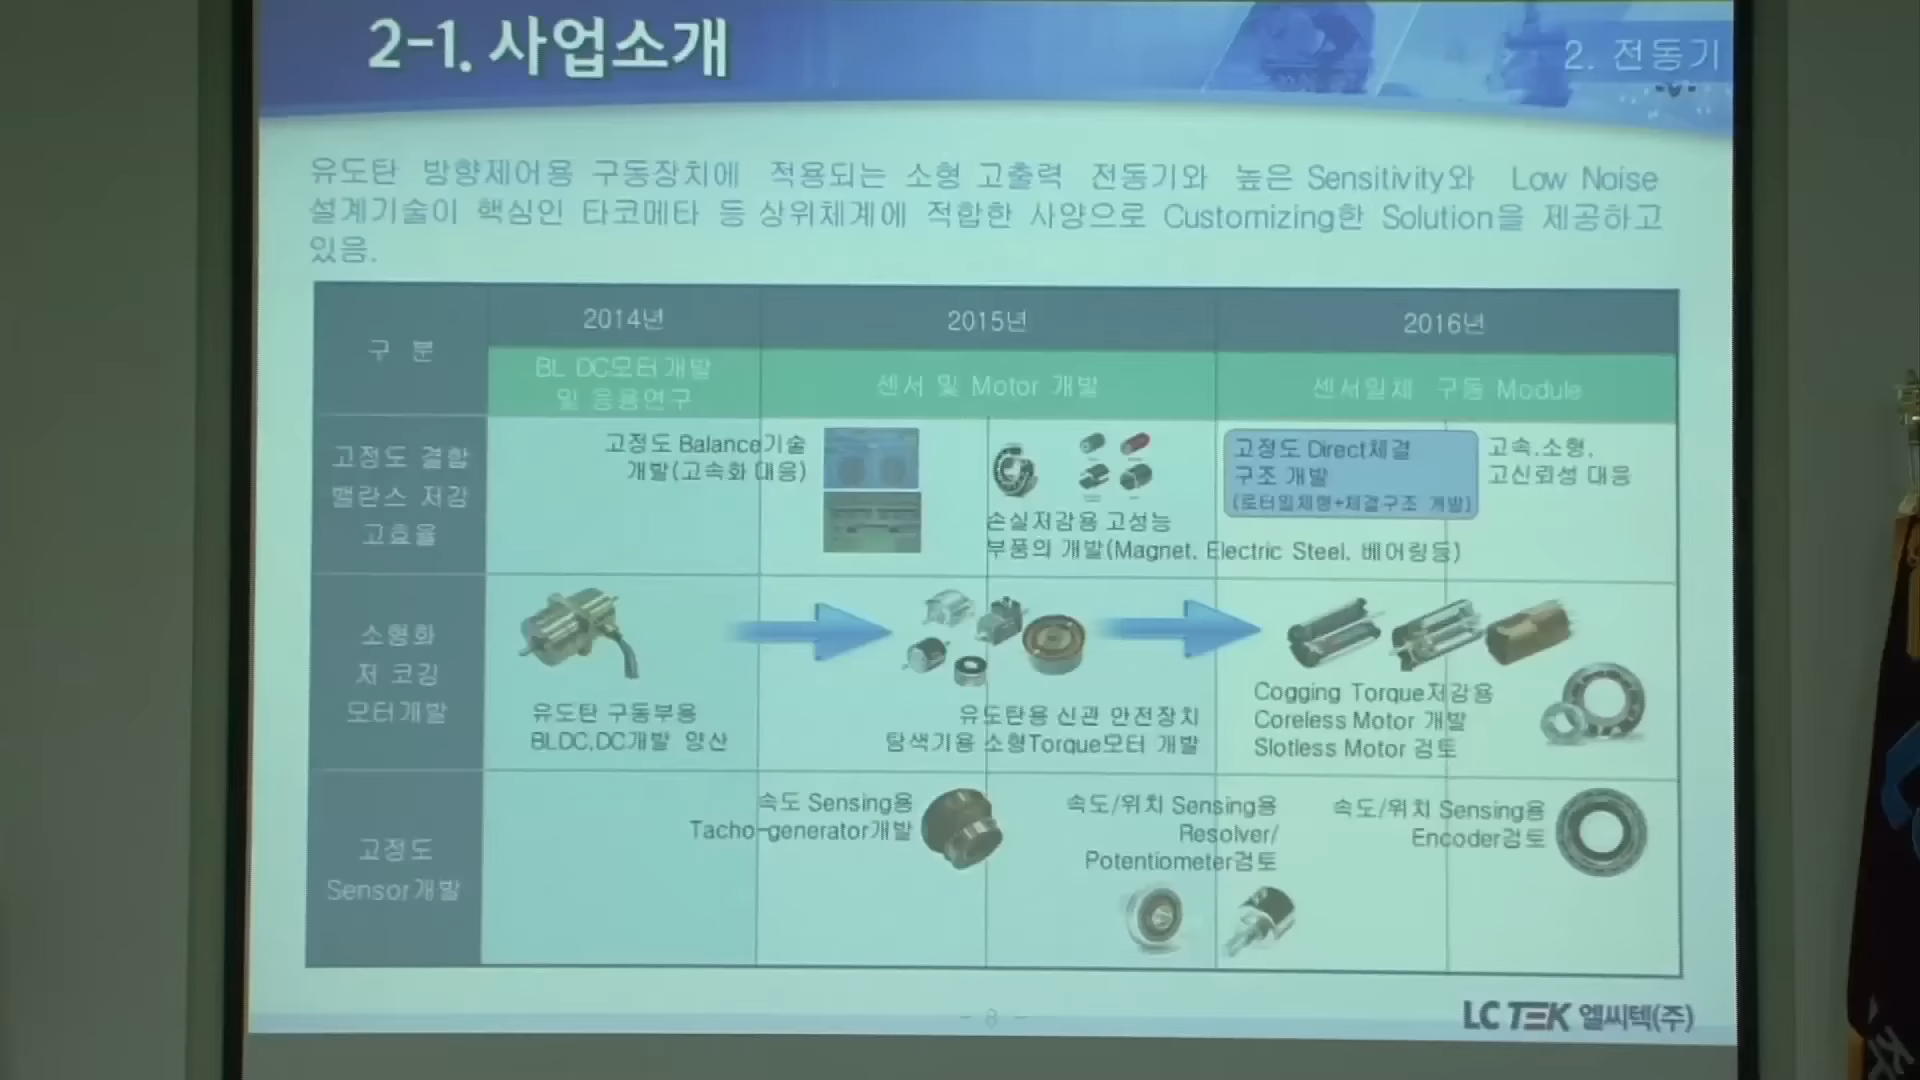 2-1. 사업소개
2. 전동기
유도탄 방향제어용 구동장치에 적용되는 소형 고출력 전동기와 높은 Sensitivity와 Low Noise
설계기술이 핵심인 타코메타 등 상위체계에 적합한 사양으로 Customizing한 Solution을 제공하고
있음.
구 분
2014년
2015년
2016년
BL DC모터개발
및 응용연구
센서 및 Motor 개발
센서일체 구동 Module
고정도 결합
밸란스 저감
고효율
고정도 Balance기술
개발(고속화 대응)
손실저감용 고성능
부품의 개발(Magnet. Electric Steel. 베어링등)
고정도 Direct체결
구조 개발
(로터일체형+체결구조 개발)
고속.소형.
고신뢰성 대응
소형화
저 코깅
모터개발
유도탄 구동부용
BLDC,DC개발 양산
유도탄용 신관 안전장치
탐색기용 소형Torque모터 개발
Cogging Torque저감용
Coreless Motor 개발
Slotless Motor 검토
고정도
Sensor개발
속도 Sensing용
Tacho-generator개발
속도/위치 Sensing용
Resolver/
Potentiometer검토
속도/위치 Sensing용
Encoder검토
- 8 -
LC TEK 엘씨텍(주)